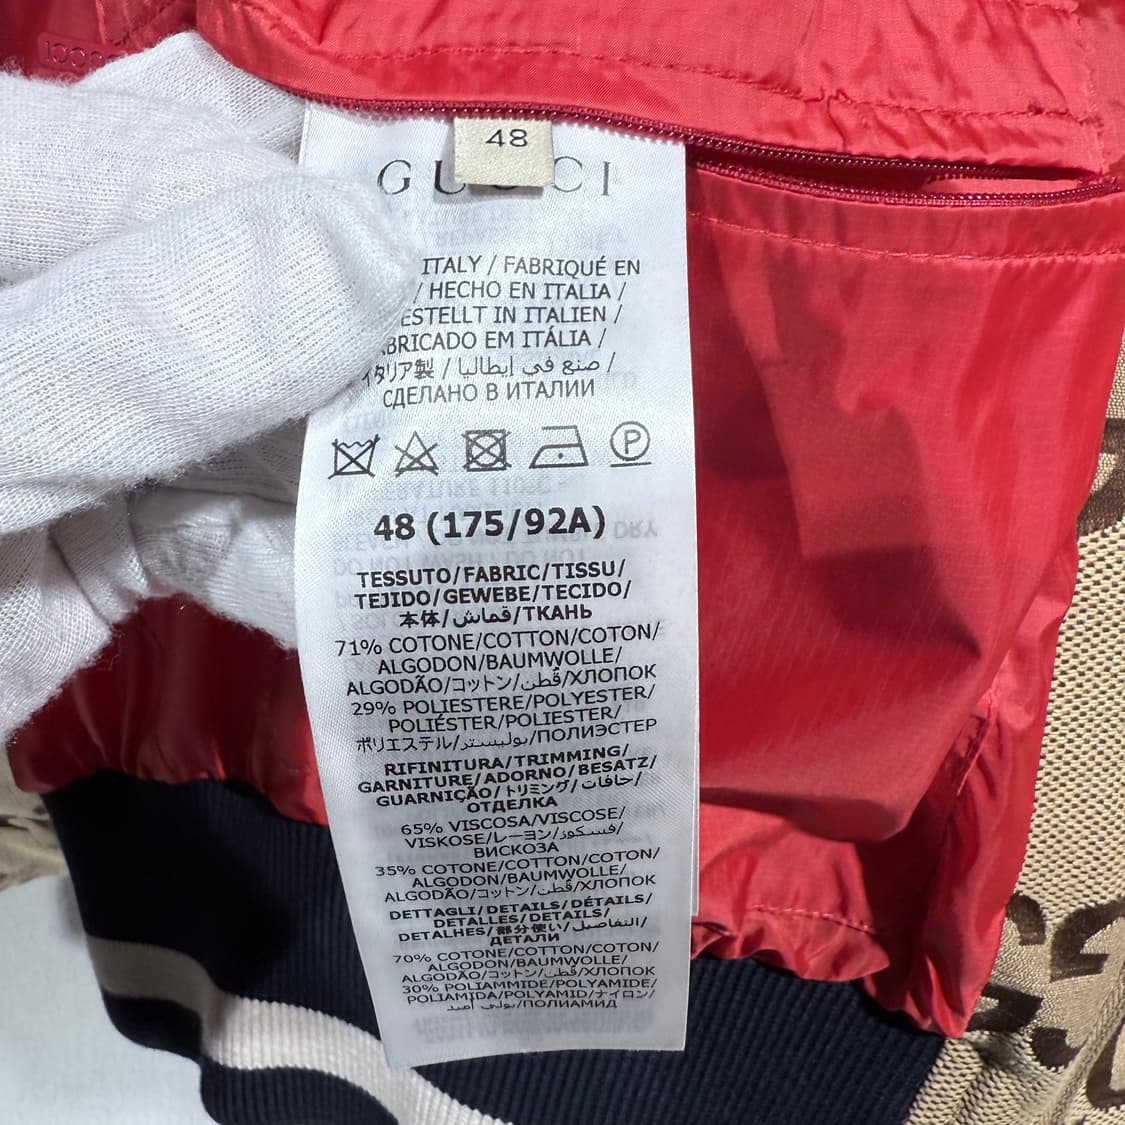 48
GUCCI
ITALY / FABRIQUÉ EN
/ HECHO EN ITALIA /
ESTELLT IN ITALIEN /
ABRICADO EM ITÁLIA /
イタリア製 / صنع في إيطاليا /
СДЕЛАНО В ИТАЛИИ
P
48 (175/92A)
TESSUTO/FABRIC/TISSU/
TEJIDO/GEWEBE/TECIDO/
本体/قماش/ТКАНЬ
71% COTONE/COTTON/COTON/
ALGODON/BAUMWOLLE/
ALGODÃO/コットン/قطن/ХЛОПОК
29% POLIESTERE/POLYESTER/
POLIÉSTER/POLIESTER/
ポリエステル/بوليستر/ПОЛИЭСТЕР
RIFINITURA/TRIMMING/
GARNITURE/ADORNO/BESATZ/
GUARNIÇÃO/トリミング/حافات/
ОТДЕЛКА
65% VISCOSA/VISCOSE/
VISKOSE/レーヨン/فسكوز/
ВИСКОЗА
35% COTONE/COTTON/COTON/
ALGODON/BAUMWOLLE/
ALGODÃO/コットン/قطن/ХЛОПОК
DETTAGLI/DETAILS/DÉTAILS/
DETALLES/DETAILS/
DETALHES/部分使い/التفاصيل/
ДЕТАЛИ
70% COTONE/COTTON/COTON/
ALGODON/BAUMWOLLE/
ALGODÃO/コットン/قطن/ХЛОПОК
30% POLIAMMIDE/POLYAMIDE/
POLIAMIDA/POLYAMID/ナイロン/
بولي أميد/ПОЛИАМИД